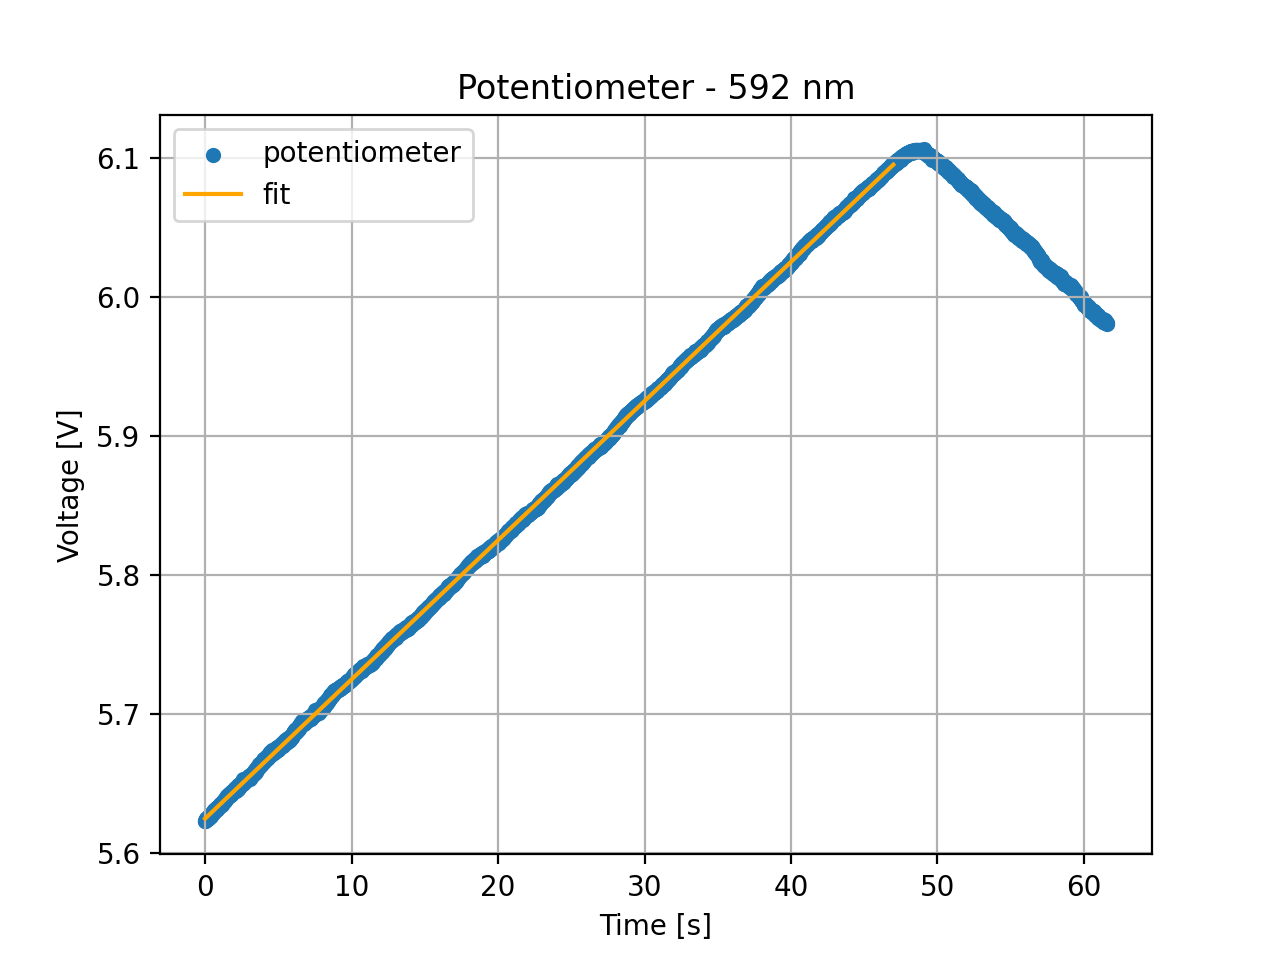 Potentiometer - 592 nm
potentiometer
fit
6.1
6.0
5.9
5.8
5.7
5.6
Voltage [V]
0 10 20 30 40 50 60
Time [s]